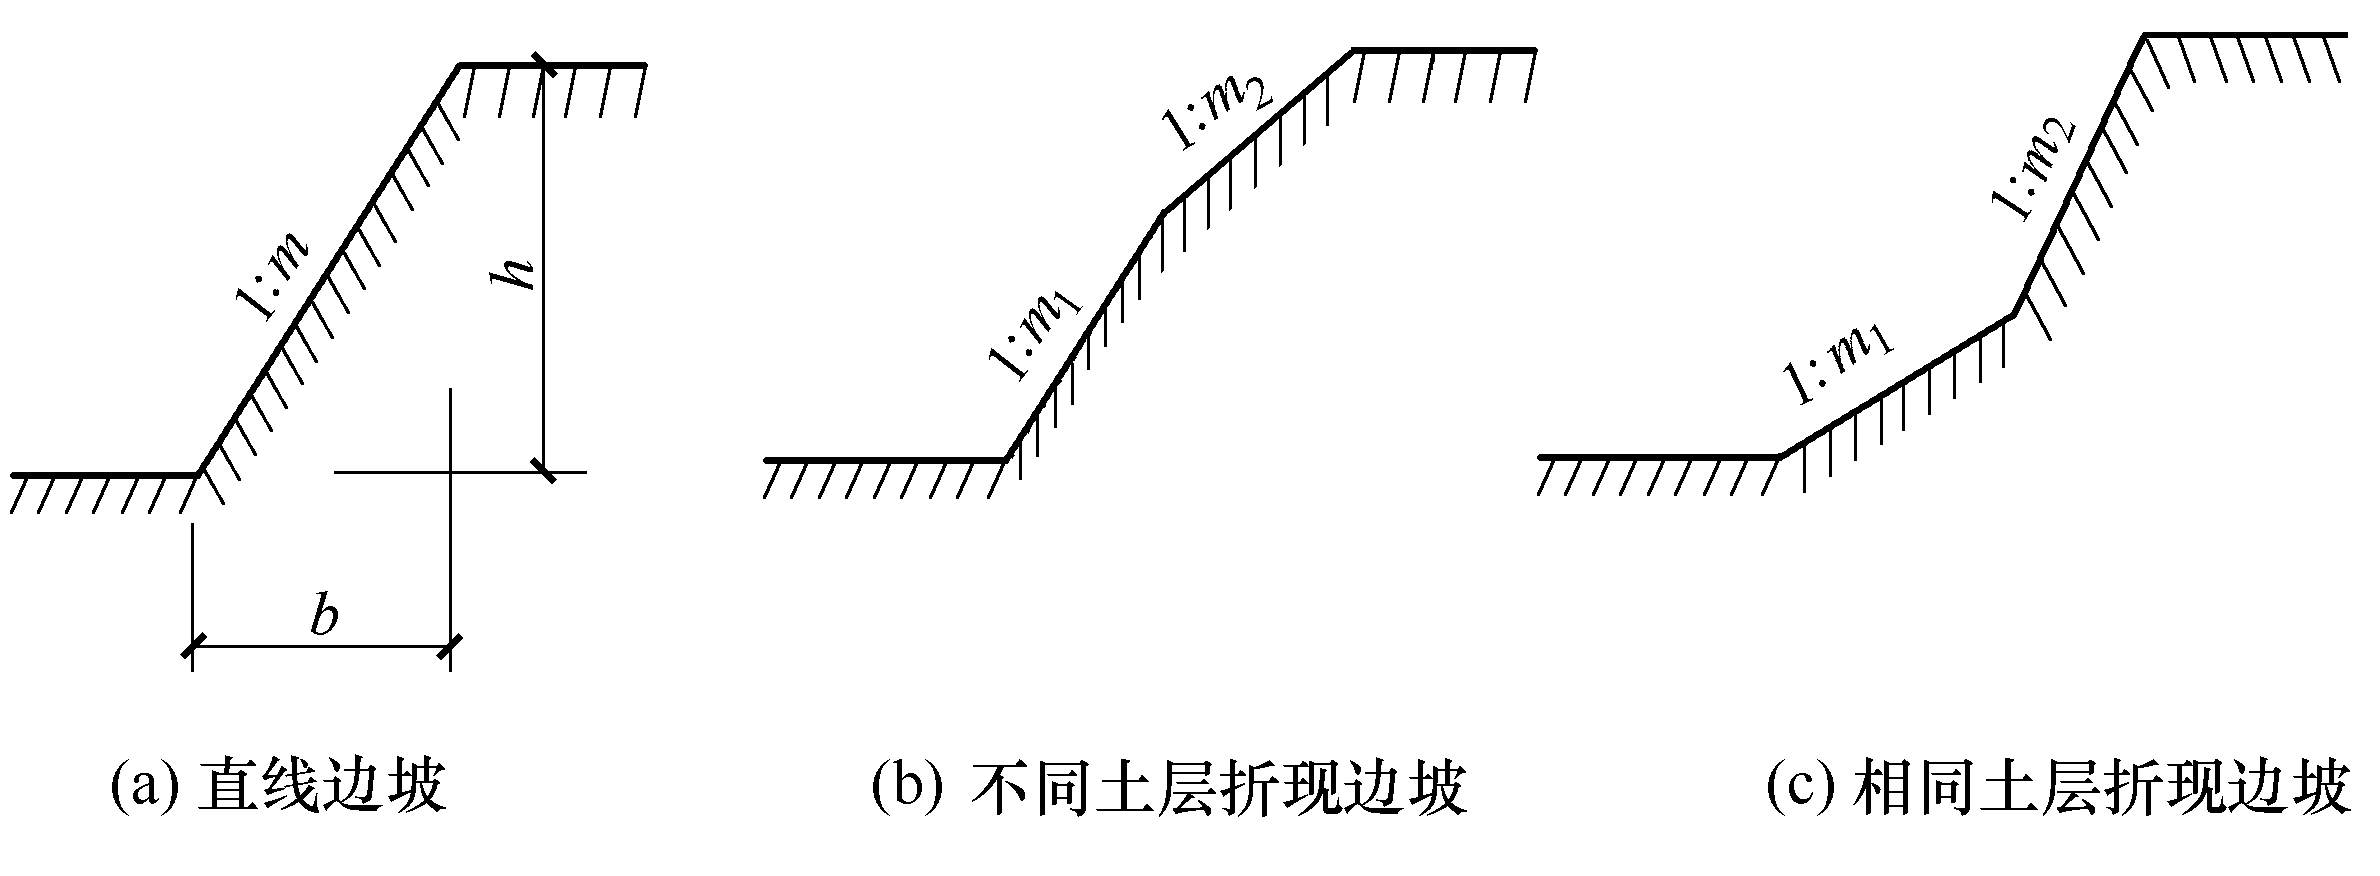 1:m
h
b
1:m₁
1:m₂
1:m₁
1:m₂
(a) 直线边坡
(b) 不同土层折现边坡
(c) 相同土层折现边坡